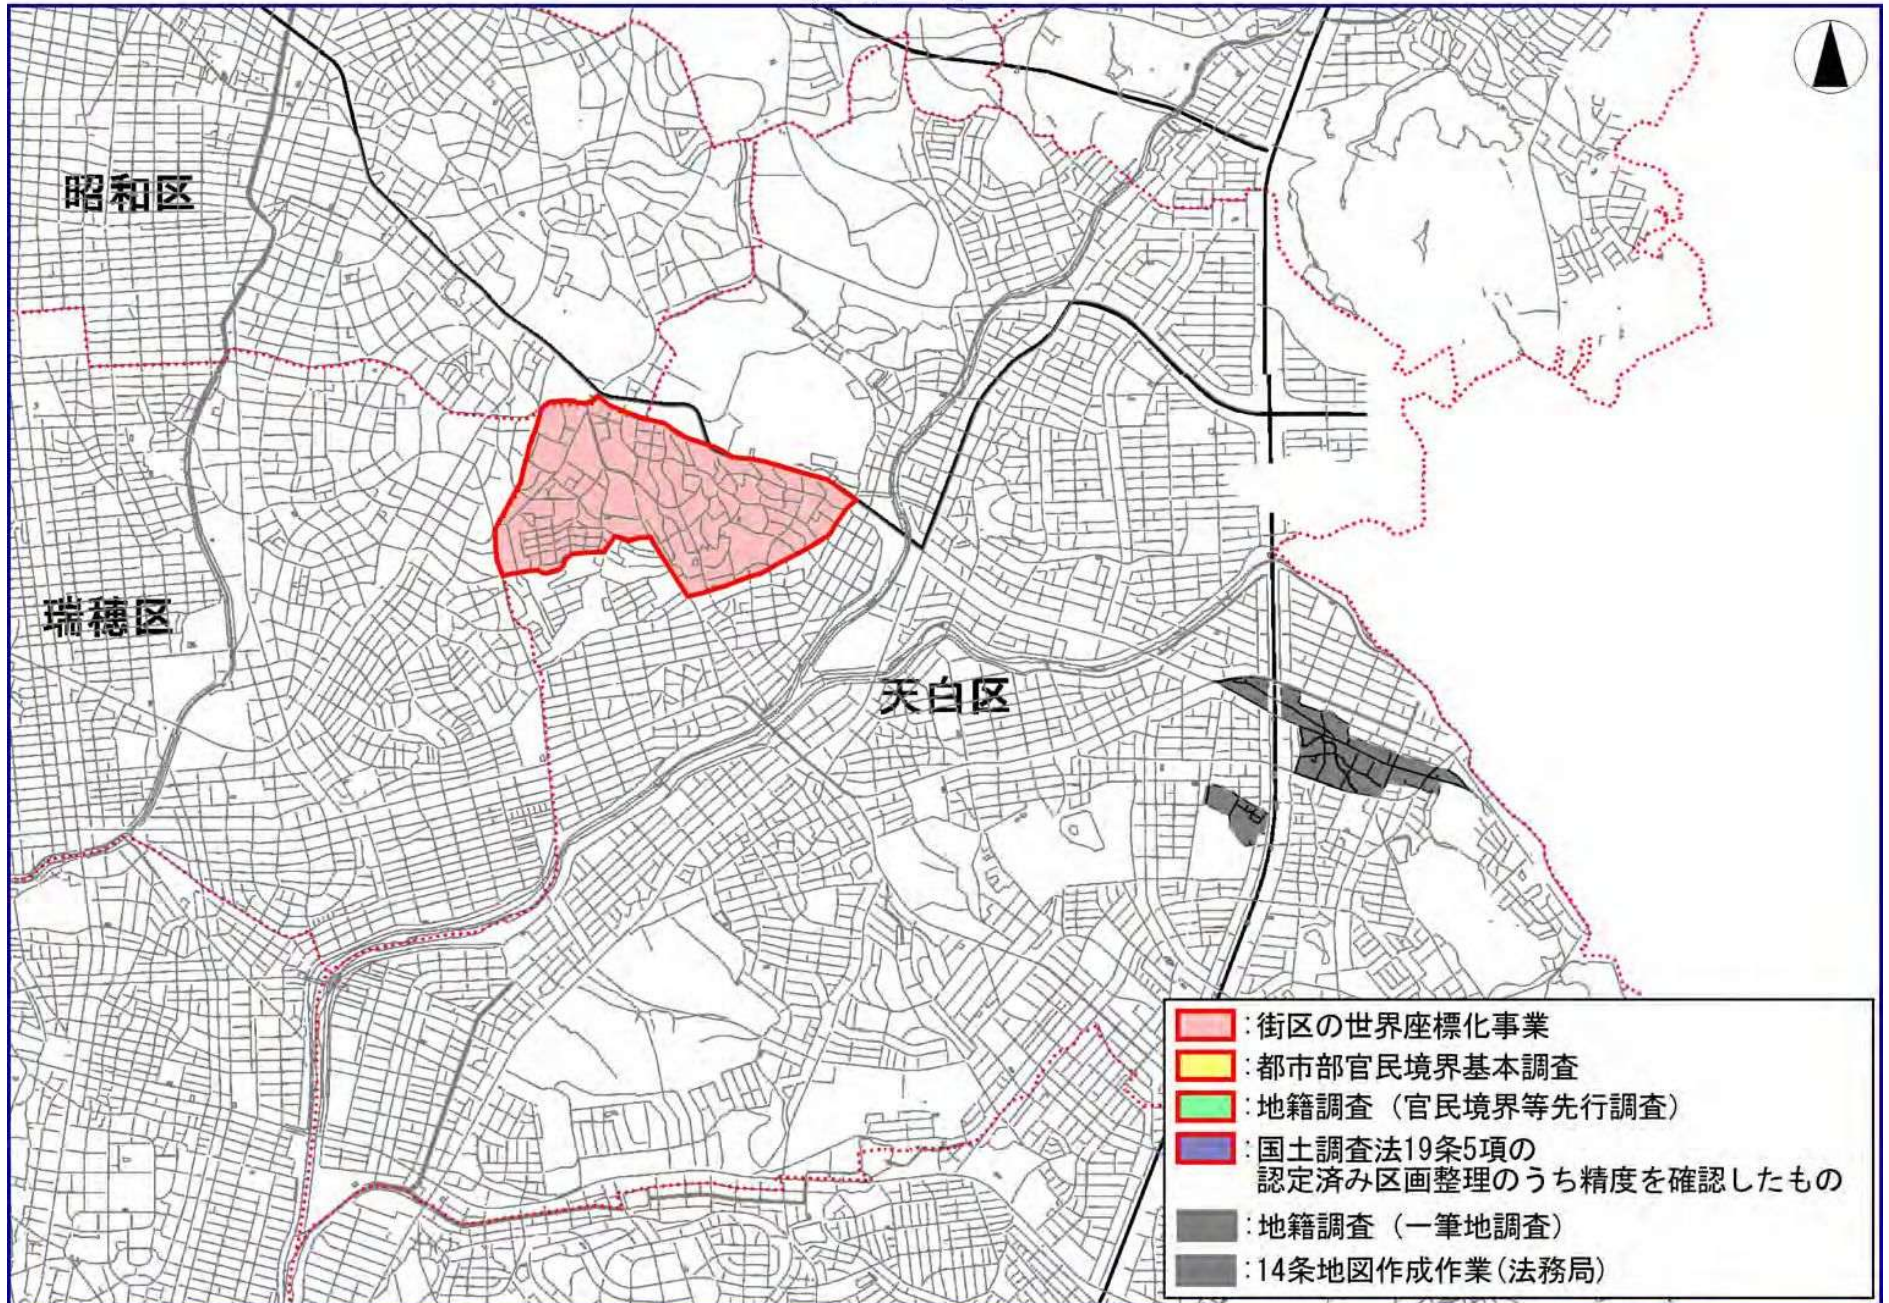 昭和区
瑞穂区
天白区
:街区の世界座標化事業
:都市部官民境界基本調査
:地籍調査（官民境界等先行調査）
:国土調査法19条5項の
認定済み区画整理のうち精度を確認したもの
:地籍調査（一筆地調査）
:14条地図作成作業(法務局)